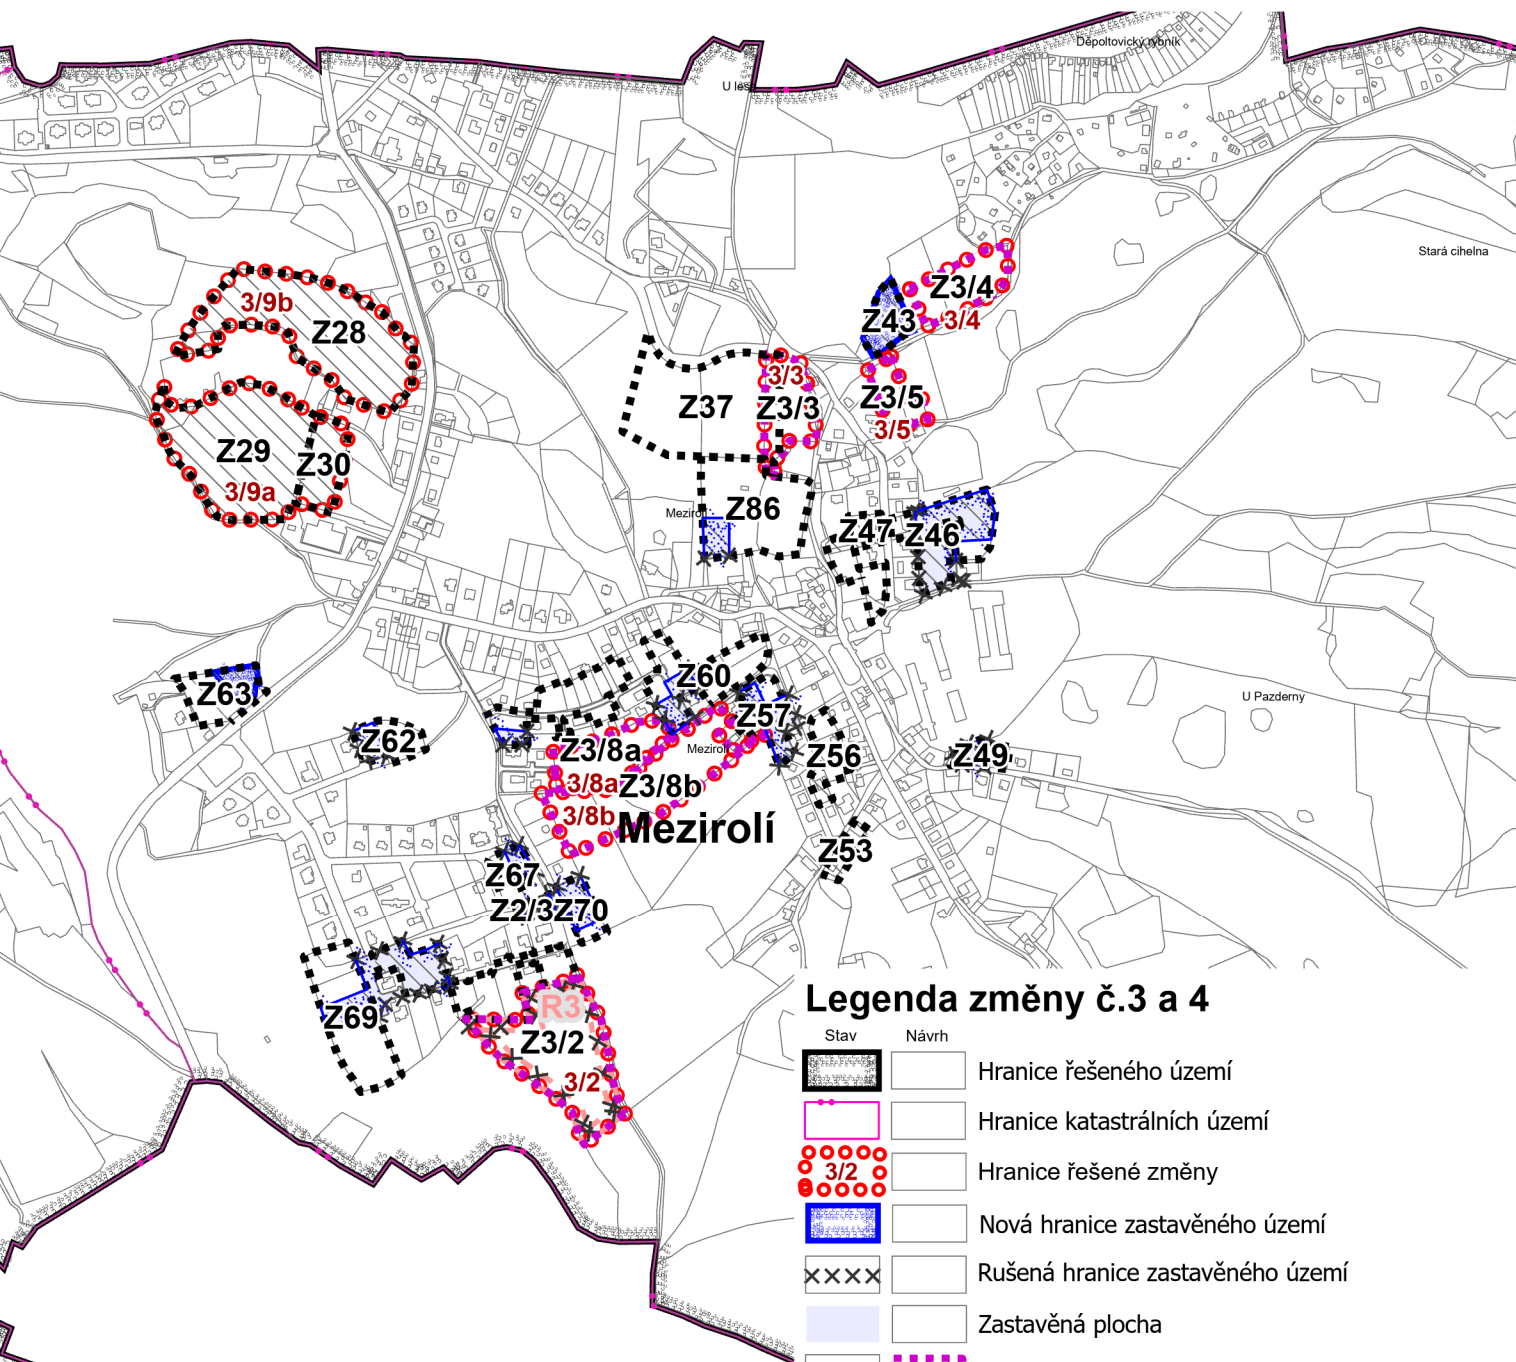 Děpoltovický rybník
U les
Stará cihelna
3/9b
Z28
Z3/4
3/4
Z43
3/3
Z37
Z3/3
Z3/5
3/5
Z29
Z30
3/9a
Mezirolí
Z86
Z47
Z46
Z60
Z63
U Pazderny
Z57
Z62
Mezirolí
Z3/8a
Z56
Z49
3/8a
Z3/8b
3/8b
Mezirolí
Z53
Z67
Z2/3
Z70
R3
Z69
Z3/2
3/2
Legenda změny č.3 a 4
Stav Návrh
Hranice řešeného území
Hranice katastrálních území
3/2 Hranice řešené změny
Nová hranice zastavěného území
Rušená hranice zastavěného území
Zastavěná plocha